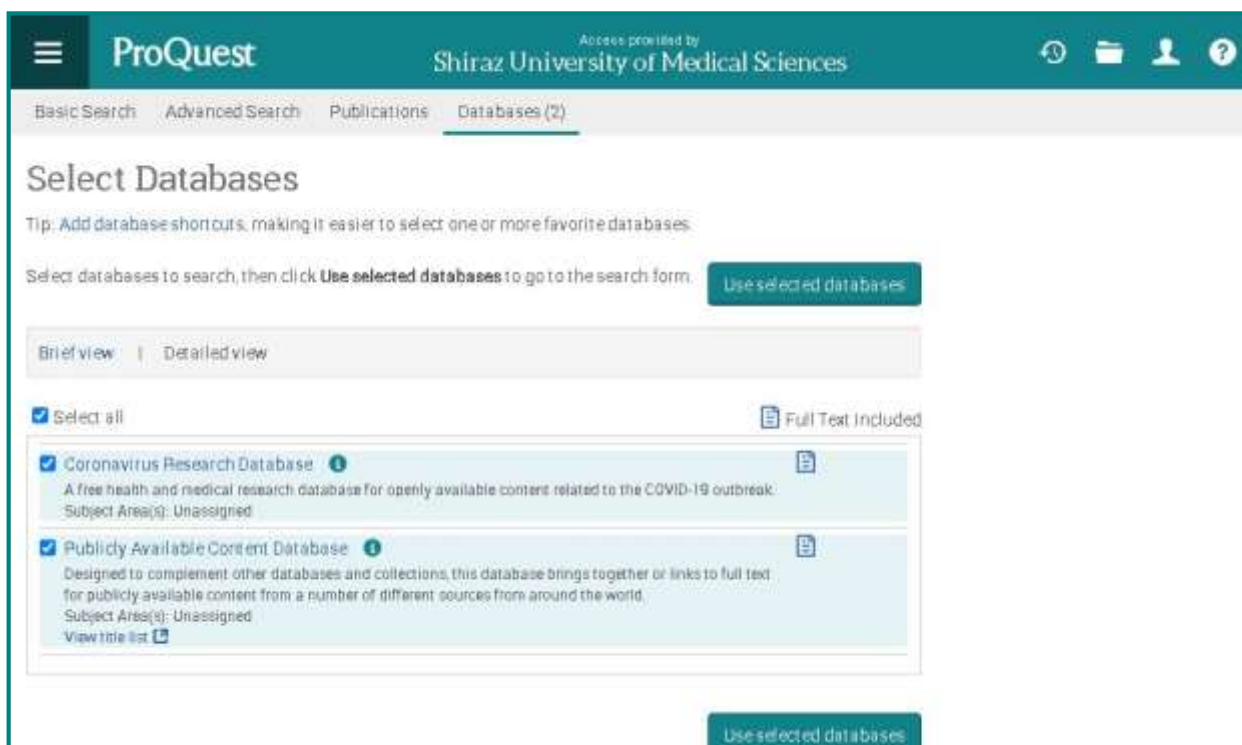 ProQuest
Access provided by
Shiraz University of Medical Sciences
Basic Search Advanced Search Publications Databases (2)
Select Databases
Tip: Add database shortcuts, making it easier to select one or more favorite databases.
Select databases to search, then click Use selected databases to go to the search form.
Use selected databases
Brief view | Detailed view
Select all
Full Text Included
Coronavirus Research Database
A free health and medical research database for openly available content related to the COVID-19 outbreak.
Subject Area(s): Unassigned
Publicly Available Content Database
Designed to complement other databases and collections, this database brings together or links to full text
for publicly available content from a number of different sources from around the world.
Subject Area(s): Unassigned
View title list
Use selected databases